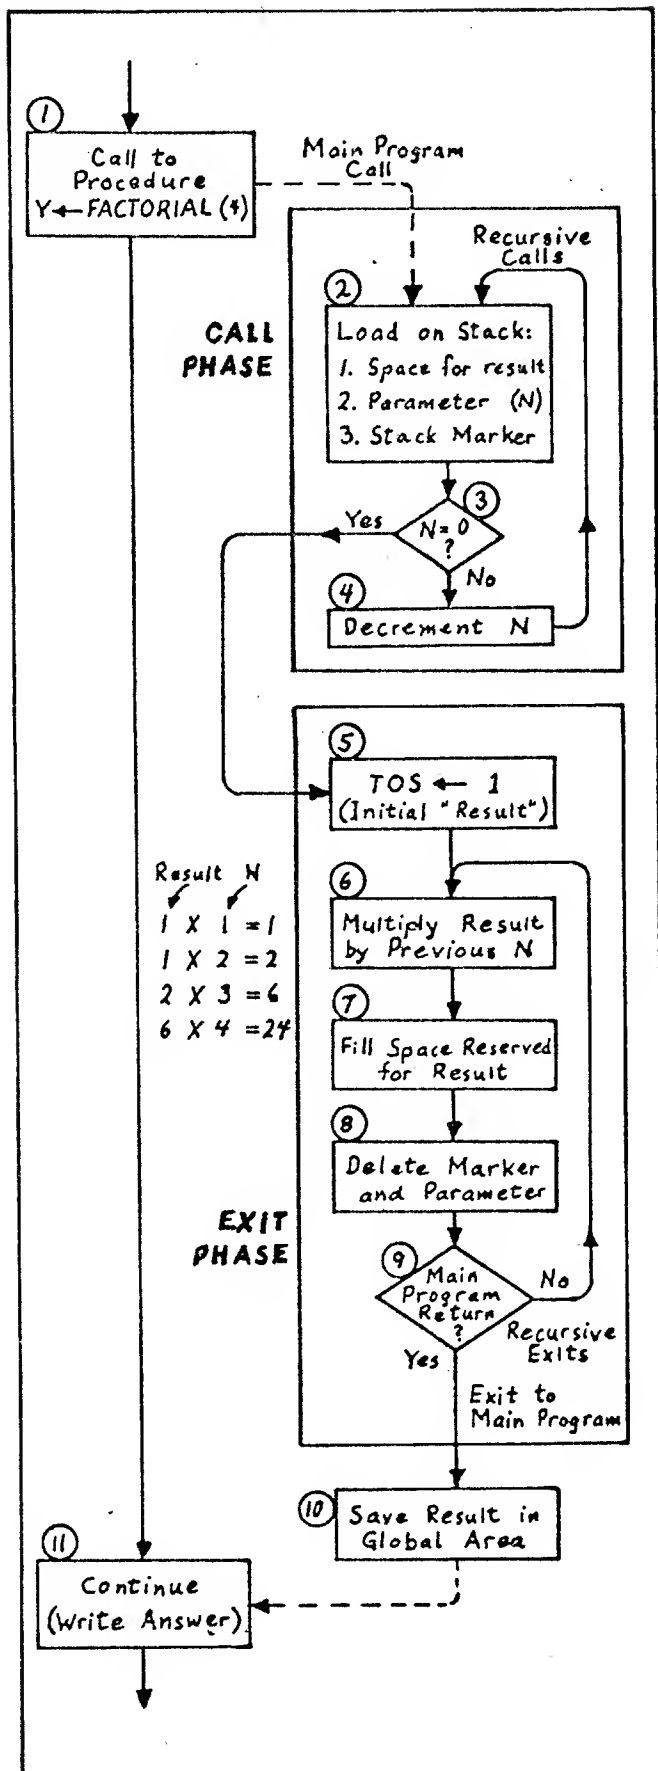 1
Call to
Procedure
Y←FACTORIAL (4)
Main Program
Call
CALL
PHASE
Recursive
Calls
2
Load on Stack:
1. Space for result
2. Parameter (N)
3. Stack Marker
3
N=0
?
Yes
No
4
Decrement N
5
TOS ← 1
(Initial "Result")
Result N
1 X 1 =1
1 X 2 =2
2 X 3 =6
6 X 4 =24
6
Multiply Result
by Previous N
7
Fill Space Reserved
for Result
8
Delete Marker
and Parameter
EXIT
PHASE
9
Main
Program
Return
?
No
Recursive
Exits
Yes
Exit to
Main Program
10
Save Result in
Global Area
11
Continue
(Write Answer)